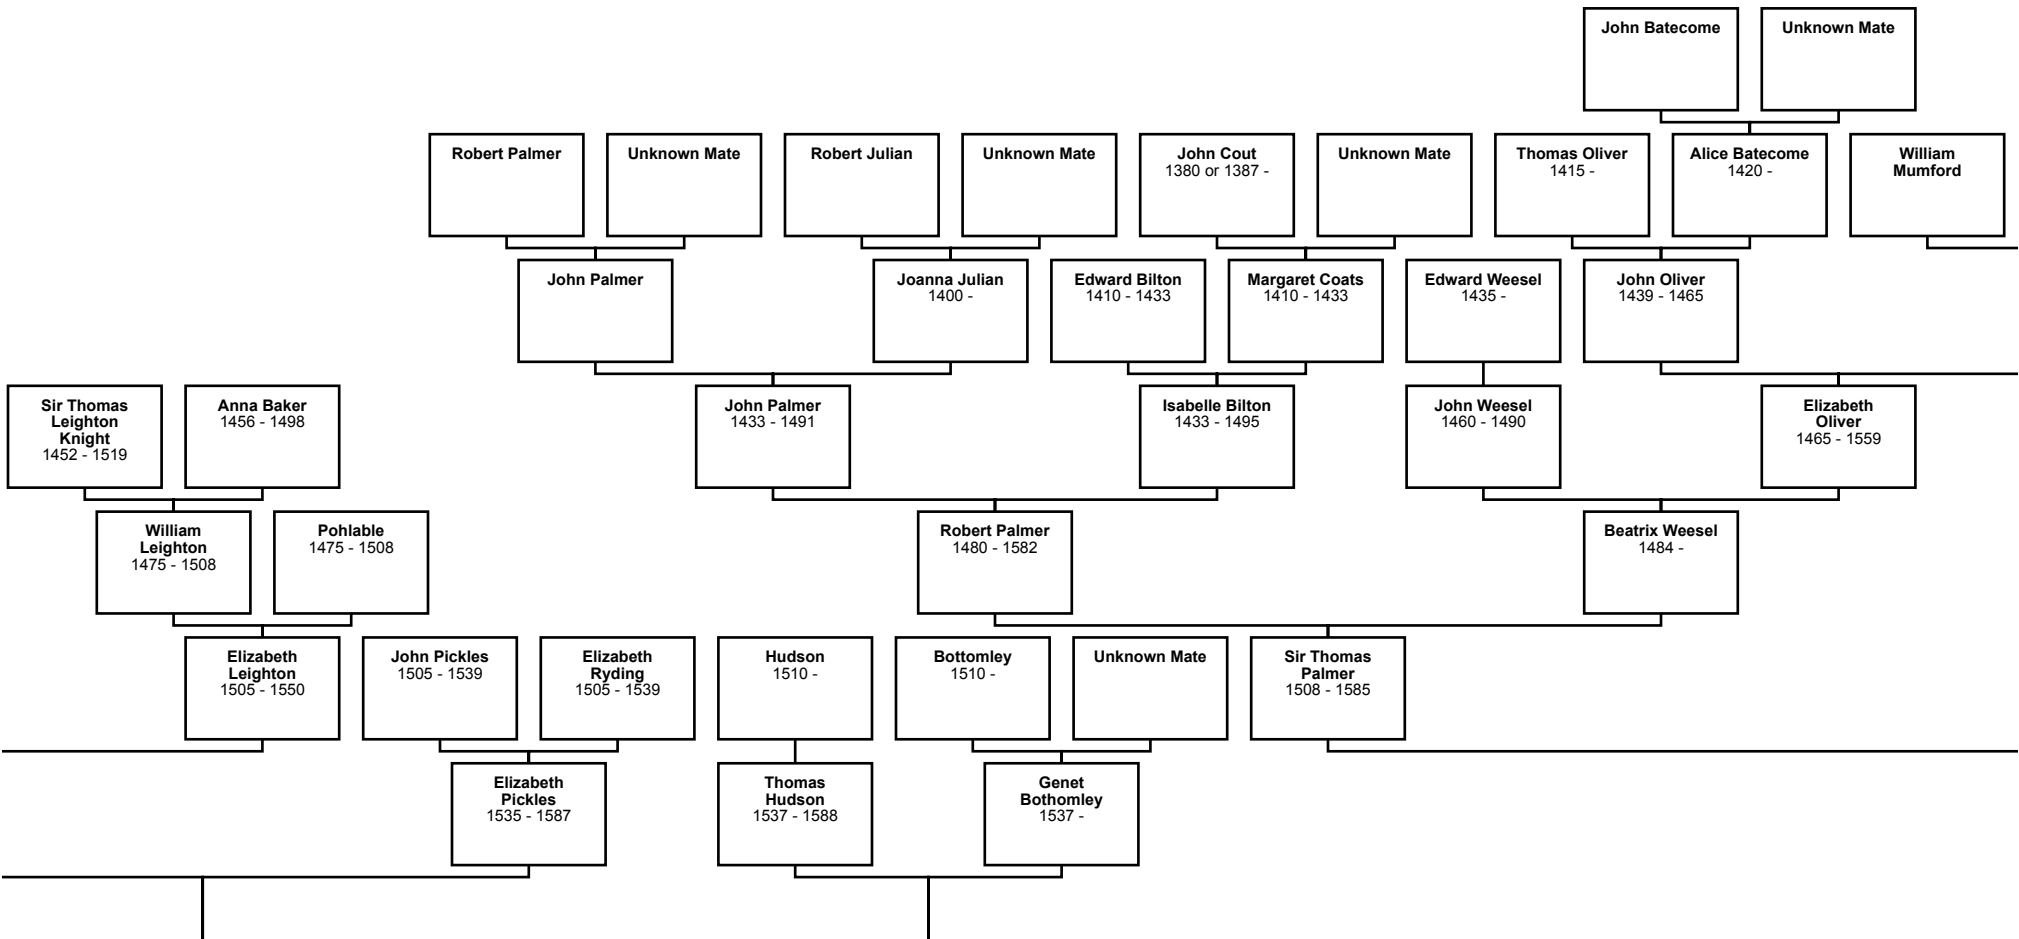 John Batecome
Unknown Mate
Robert Palmer
Unknown Mate
Robert Julian
Unknown Mate
John Cout
1380 or 1387 -
Unknown Mate
Thomas Oliver
1415 -
Alice Batecome
1420 -
William
Mumford
John Palmer
Joanna Julian
1400 -
Edward Bilton
1410 - 1433
Margaret Coats
1410 - 1433
Edward Weesel
1435 -
John Oliver
1439 - 1465
Sir Thomas
Leighton
Knight
1452 - 1519
Anna Baker
1456 - 1498
John Palmer
1433 - 1491
Isabelle Bilton
1433 - 1495
John Weesel
1460 - 1490
Elizabeth
Oliver
1465 - 1559
William
Leighton
1475 - 1508
Pohlable
1475 - 1508
Robert Palmer
1480 - 1582
Beatrix Weesel
1484 -
Elizabeth
Leighton
1505 - 1550
John Pickles
1505 - 1539
Elizabeth
Ryding
1505 - 1539
Hudson
1510 -
Bottomley
1510 -
Unknown Mate
Sir Thomas
Palmer
1508 - 1585
Elizabeth
Pickles
1535 - 1587
Thomas
Hudson
1537 - 1588
Genet
Bothomley
1537 -